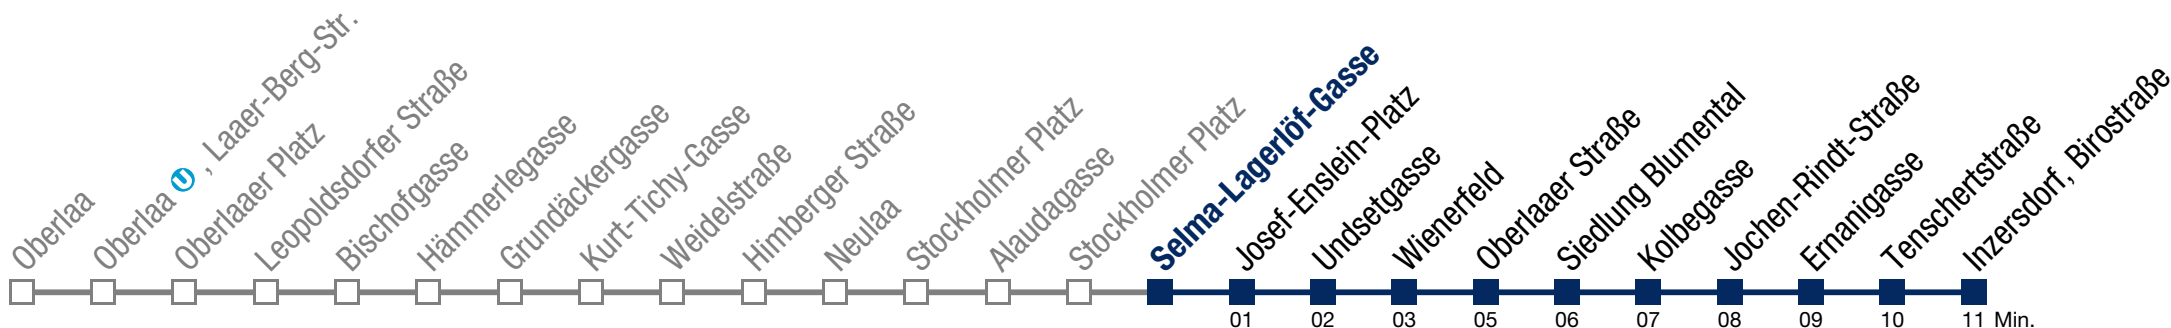 Oberlaa
Oberlaa U , Laaer-Berg-Str.
Oberlaaer Platz
Leopoldsdorfer Straße
Bischofgasse
Hämmerlegasse
Grundäckergasse
Kurt-Tichy-Gasse
Weidelstraße
Himberger Straße
Neulaa
Stockholmer Platz
Alaudagasse
Stockholmer Platz
Selma-Lagerlöf-Gasse
Josef-Enslein-Platz
Undsetgasse
Wienerfeld
Oberlaaer Straße
Siedlung Blumental
Kolbegasse
Jochen-Rindt-Straße
Ernanigasse
Tenschertstraße
Inzersdorf, Birostraße
01 02 03 05 06 07 08 09 10 11 Min.